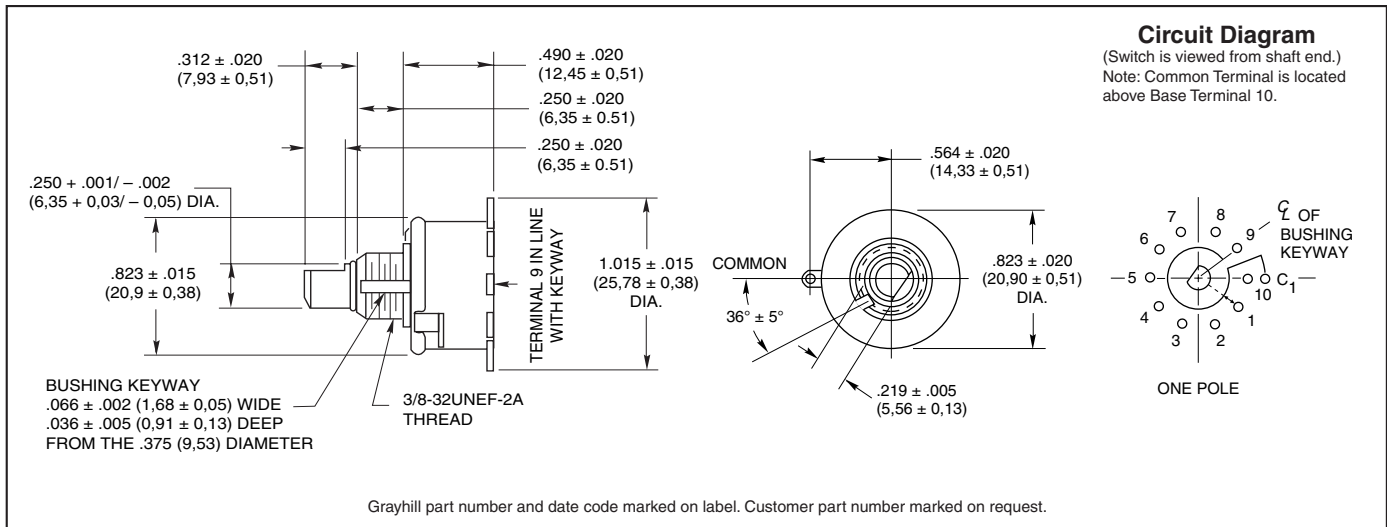 Circuit Diagram
(Switch is viewed from shaft end.)
Note: Common Terminal is located
above Base Terminal 10.
.312 ± .020
(7,93 ± 0,51)
.490 ± .020
(12,45 ± 0,51)
.250 ± .020
(6,35 ± 0.51)
.250 ± .020
(6,35 ± 0.51)
.250 + .001/ – .002
(6,35 + 0,03/ – 0,05) DIA.
.823 ± .015
(20,9 ± 0,38)
BUSHING KEYWAY
.066 ± .002 (1,68 ± 0,05) WIDE
.036 ± .005 (0,91 ± 0,13) DEEP
FROM THE .375 (9,53) DIAMETER
3/8-32UNEF-2A
THREAD
TERMINAL 9 IN LINE
WITH KEYWAY
1.015 ± .015
(25,78 ± 0,38)
DIA.
.564 ± .020
(14,33 ± 0,51)
COMMON
36° ± 5°
.823 ± .020
(20,90 ± 0,51)
DIA.
.219 ± .005
(5,56 ± 0,13)
℄ OF
BUSHING
KEYWAY
7
8
6
9
5
10
C1
4
1
3
2
ONE POLE
Grayhill part number and date code marked on label. Customer part number marked on request.